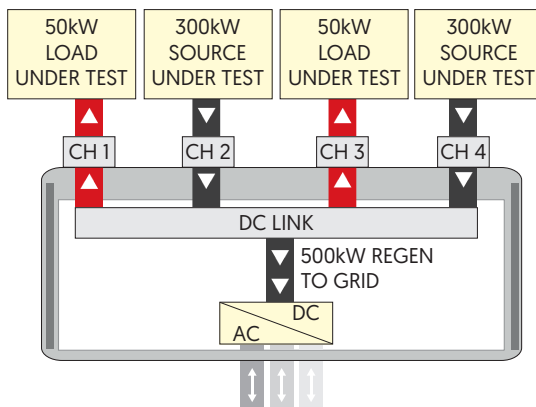 50kW
LOAD
UNDER TEST
300kW
SOURCE
UNDER TEST
50kW
LOAD
UNDER TEST
300kW
SOURCE
UNDER TEST
CH 1
CH 2
CH 3
CH 4
DC LINK
500kW REGEN
TO GRID
DC
AC